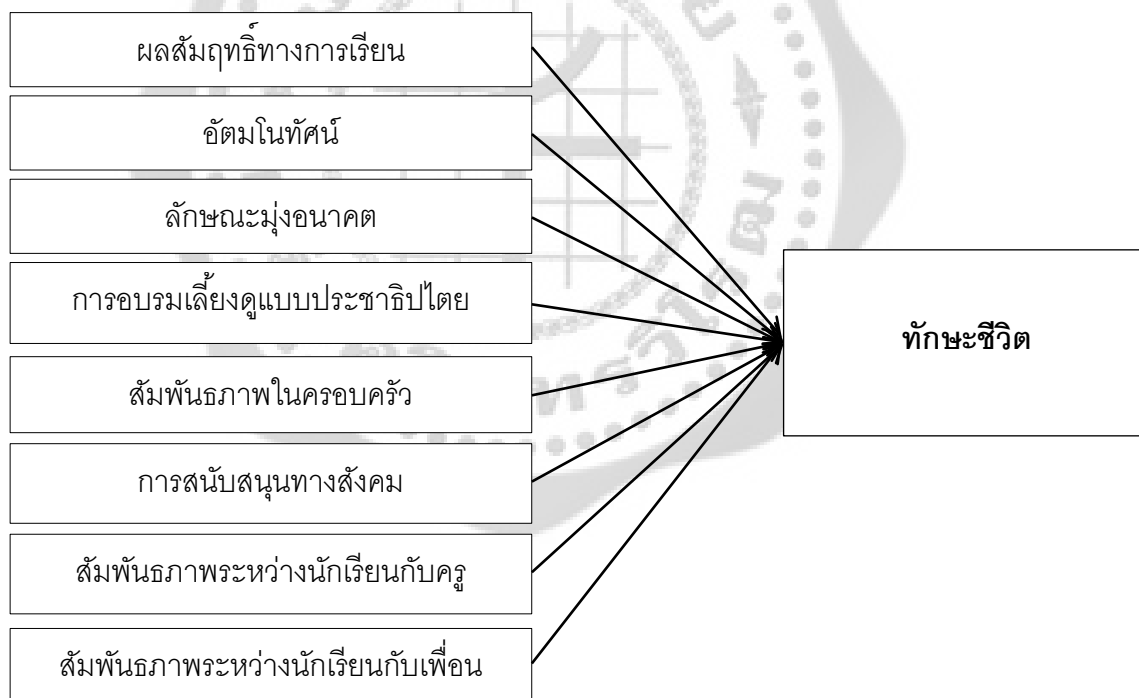 ผลสัมฤทธิ์ทางการเรียน
อัตมโนทัศน์
ลักษณะมุ่งอนาคต
การอบรมเลี้ยงดูแบบประชาธิปไตย
สัมพันธภาพในครอบครัว
การสนับสนุนทางสังคม
สัมพันธภาพระหว่างนักเรียนกับครู
สัมพันธภาพระหว่างนักเรียนกับเพื่อน
ทักษะชีวิต